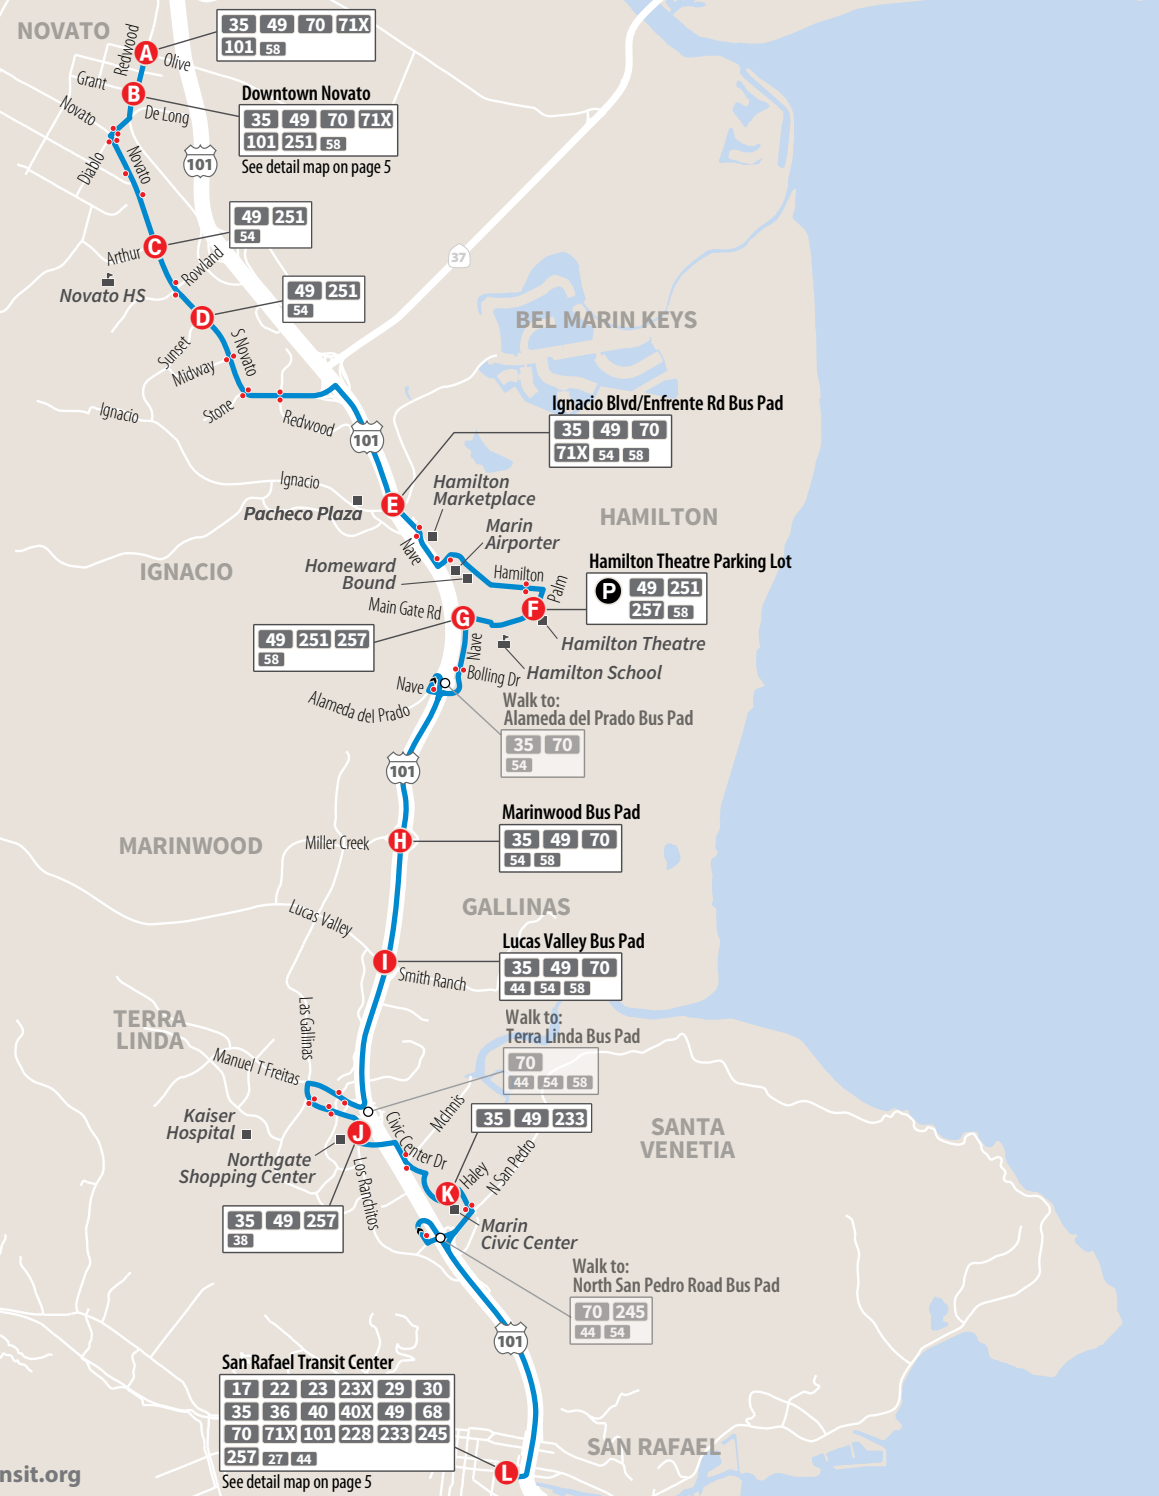 NOVATO
Redwood
A
Olive
35 49 70 71X
101 58
Grant
B
De Long
Novato
Diablo
Novato
Downtown Novato
35 49 70 71X
101 251 58
See detail map on page 5
101
49 251
54
Arthur
C
Rowland
Novato HS
37
49 251
54
D
Sunset
S Novato
Midway
BEL MARIN KEYS
Stone
Redwood
Ignacio
101
Ignacio Blvd/Enfrente Rd Bus Pad
35 49 70
71X 54 58
Ignacio
Pacheco Plaza
E
Hamilton
Marketplace
HAMILTON
Marin
Airporter
Nave
IGNACIO
Homeward
Bound
Hamilton
Palm
Hamilton Theatre Parking Lot
P 49 251
257 58
Main Gate Rd
G
F
49 251 257
58
Nave
Hamilton Theatre
Hamilton School
Bolling Dr
Nave
Alameda del Prado
Walk to:
Alameda del Prado Bus Pad
35 70
54
101
Marinwood Bus Pad
35 49 70
54 58
MARINWOOD
Miller Creek
H
GALLINAS
Lucas Valley
Lucas Valley Bus Pad
35 49 70
44 54 58
I
Smith Ranch
TERRA
LINDA
Las Gallinas
Walk to:
Terra Linda Bus Pad
70
44 54 58
Manuel T Freitas
McInnis
35 49 233
Kaiser
Hospital
Civic Center Dr
SANTA
VENETIA
J
Northgate
Shopping Center
Los Ranchitos
Haley
N San Pedro
K
35 49 257
38
Marin
Civic Center
Walk to:
North San Pedro Road Bus Pad
70 245
44 54
101
San Rafael Transit Center
17 22 23 23X 29 30
35 36 40 40X 49 68
70 71X 101 228 233 245
257 27 44
See detail map on page 5
SAN RAFAEL
L
nsit.org